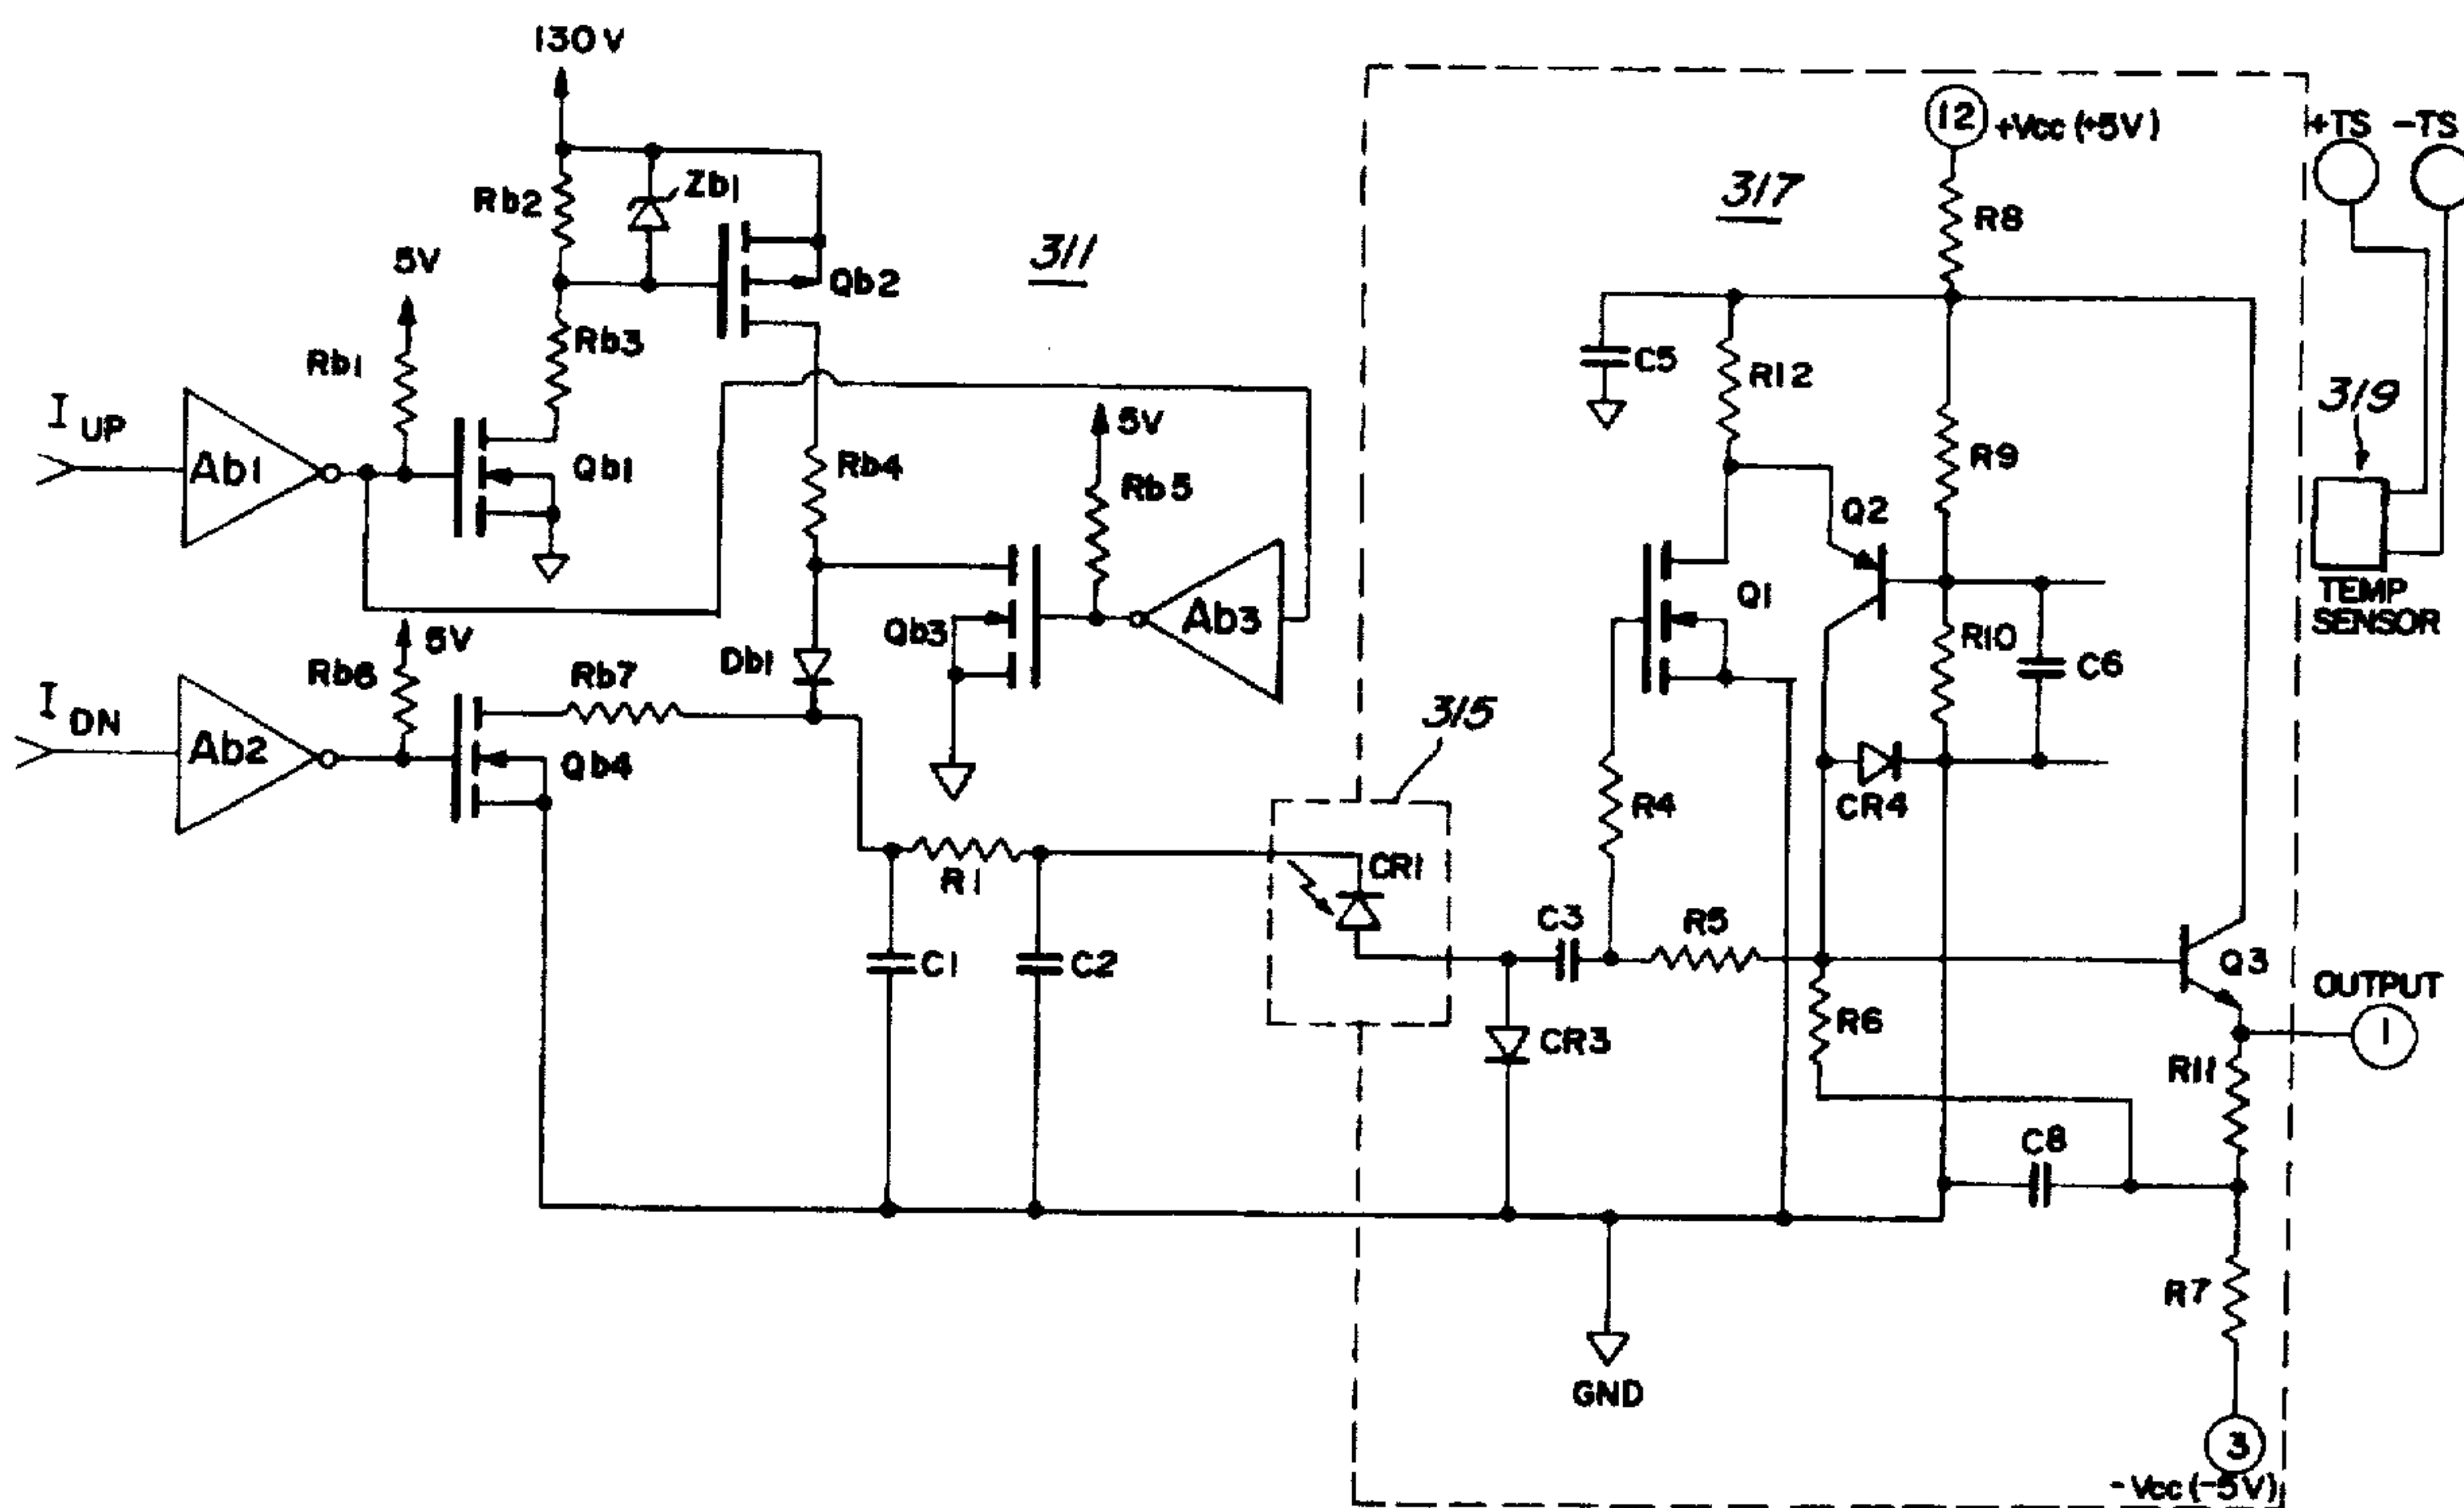 130V
12
+Vcc (+5V)
+TS -TS
Rb2
Zb1
317
R8
311
5V
Qb2
Rb1
Rb3
C5
R12
319
I UP
Ab1
Qb1
Rb4
5V
Rb5
R9
Q2
Q1
TEMP
SENSOR
Qb3
Ab3
R10
C6
5V
Rb6
Rb7
Db1
I DN
Ab2
Qb4
315
R4
CR4
R1
CR1
C3
R5
C1
C2
Q3
OUTPUT
1
CR3
R6
R11
C8
R7
GND
3
-Vcc (-5V)